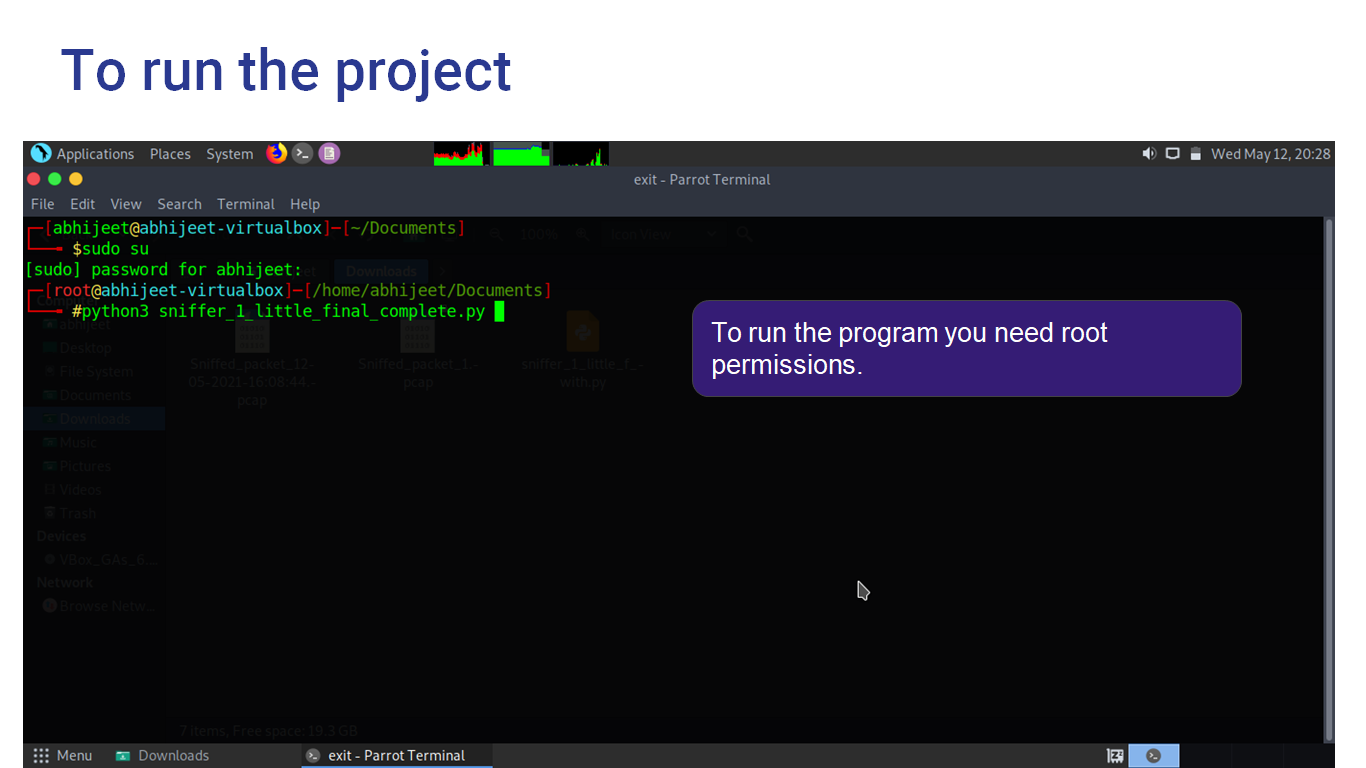 To run the project
Applications Places System
Wed May 12, 20:28
exit - Parrot Terminal
File Edit View Search Terminal Help
[abhijeet@abhijeet-virtualbox]─[~/Documents]
$sudo su
100% Icon View
[sudo] password for abhijeet:
Downloads
[root@abhijeet-virtualbox]─[/home/abhijeet/Documents]
#python3 sniffer_1_little_final_complete.py
To run the program you need root
permissions.
abhijeet
Desktop
File System
Documents
Downloads
Music
Pictures
Videos
Trash
Devices
VBox_GAs_6...
Network
Browse Netw...
Sniffed_packet_12-
05-2021-16:08:44.-
pcap
Sniffed_packet_1.-
pcap
sniffer_1_little_f_-
with.py
7 items, Free space: 19.3 GB
Menu Downloads exit - Parrot Terminal